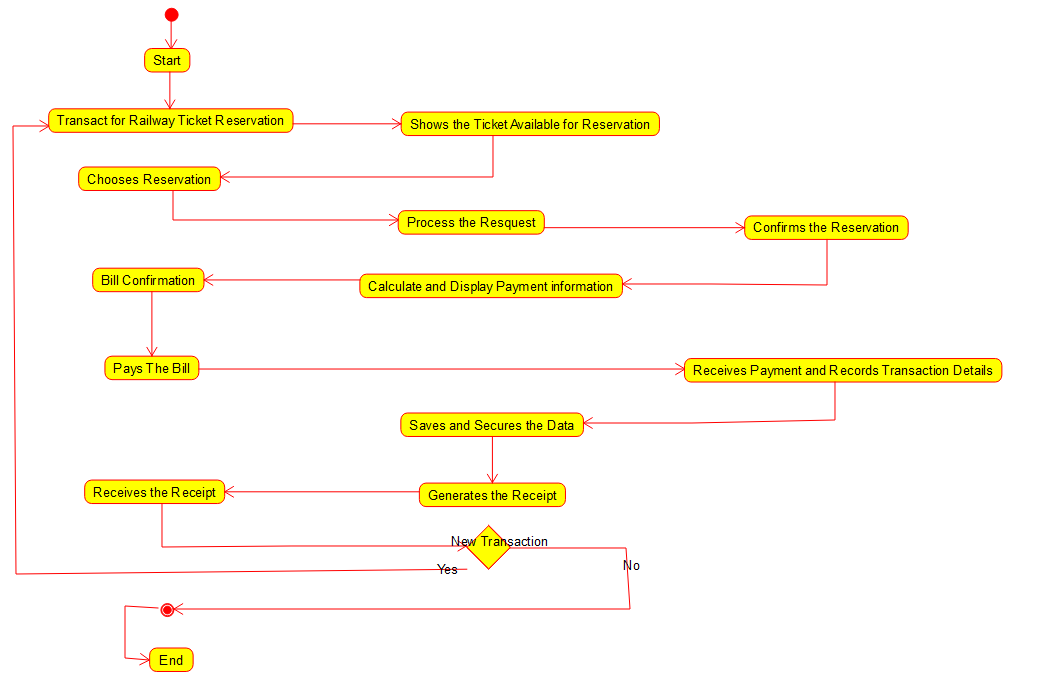 Start
Transact for Railway Ticket Reservation
Shows the Ticket Available for Reservation
Chooses Reservation
Process the Resquest
Confirms the Reservation
Bill Confirmation
Calculate and Display Payment information
Pays The Bill
Receives Payment and Records Transaction Details
Saves and Secures the Data
Receives the Receipt
Generates the Receipt
New Transaction
Yes
No
End